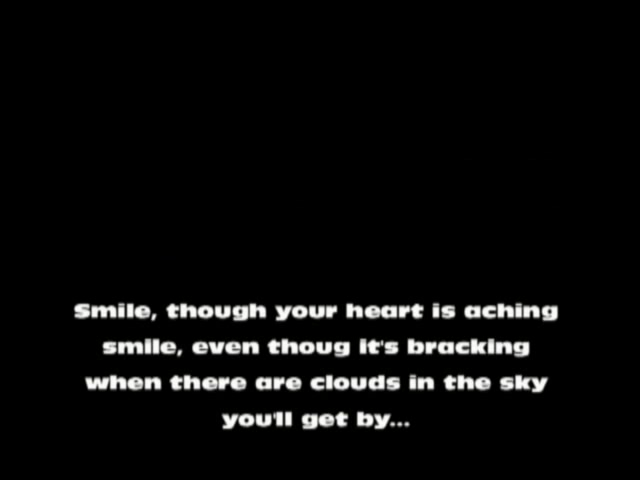 Smile, though your heart is aching
smile, even thoug it's bracking
when there are clouds in the sky
you'll get by...